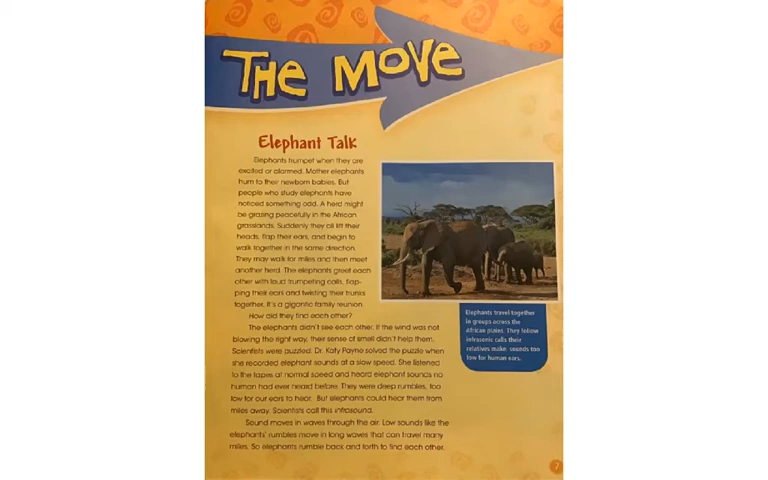 THE MOVE
Elephant Talk
Elephants trumpet when they are
excited or alarmed. Mother elephants
hum to their newborn babies. But
people who study elephants have
noticed something odd. A herd might
be grazing peacefully in the African
grasslands. Suddenly they all lift their
heads, flap their ears, and begin to
walk together in the same direction.
They may walk for miles and then meet
another herd. The elephants greet each
other with loud trumpeting calls, flap-
ping their ears and twisting their trunks
together. It's a gigantic family reunion.
How did they find each other?
The elephants didn't see each other. If the wind was not
blowing the right way, their sense of smell didn't help them.
Scientists were puzzled. Dr. Katy Payne solved the puzzle when
she recorded elephant sounds at a slow speed. She listened
to the tapes at normal speed and heard elephant sounds no
human had ever heard before. They were deep rumbles, too
low for our ears to hear. But elephants could hear them from
miles away. Scientists call this infrasound.
Sound moves in waves through the air. Low sounds like the
elephants' rumbles move in long waves that can travel many
miles. So elephants rumble back and forth to find each other.
Elephants travel together
in groups across the
African plains. They follow
infrasonic calls their
relatives make, sounds too
low for human ears.
7